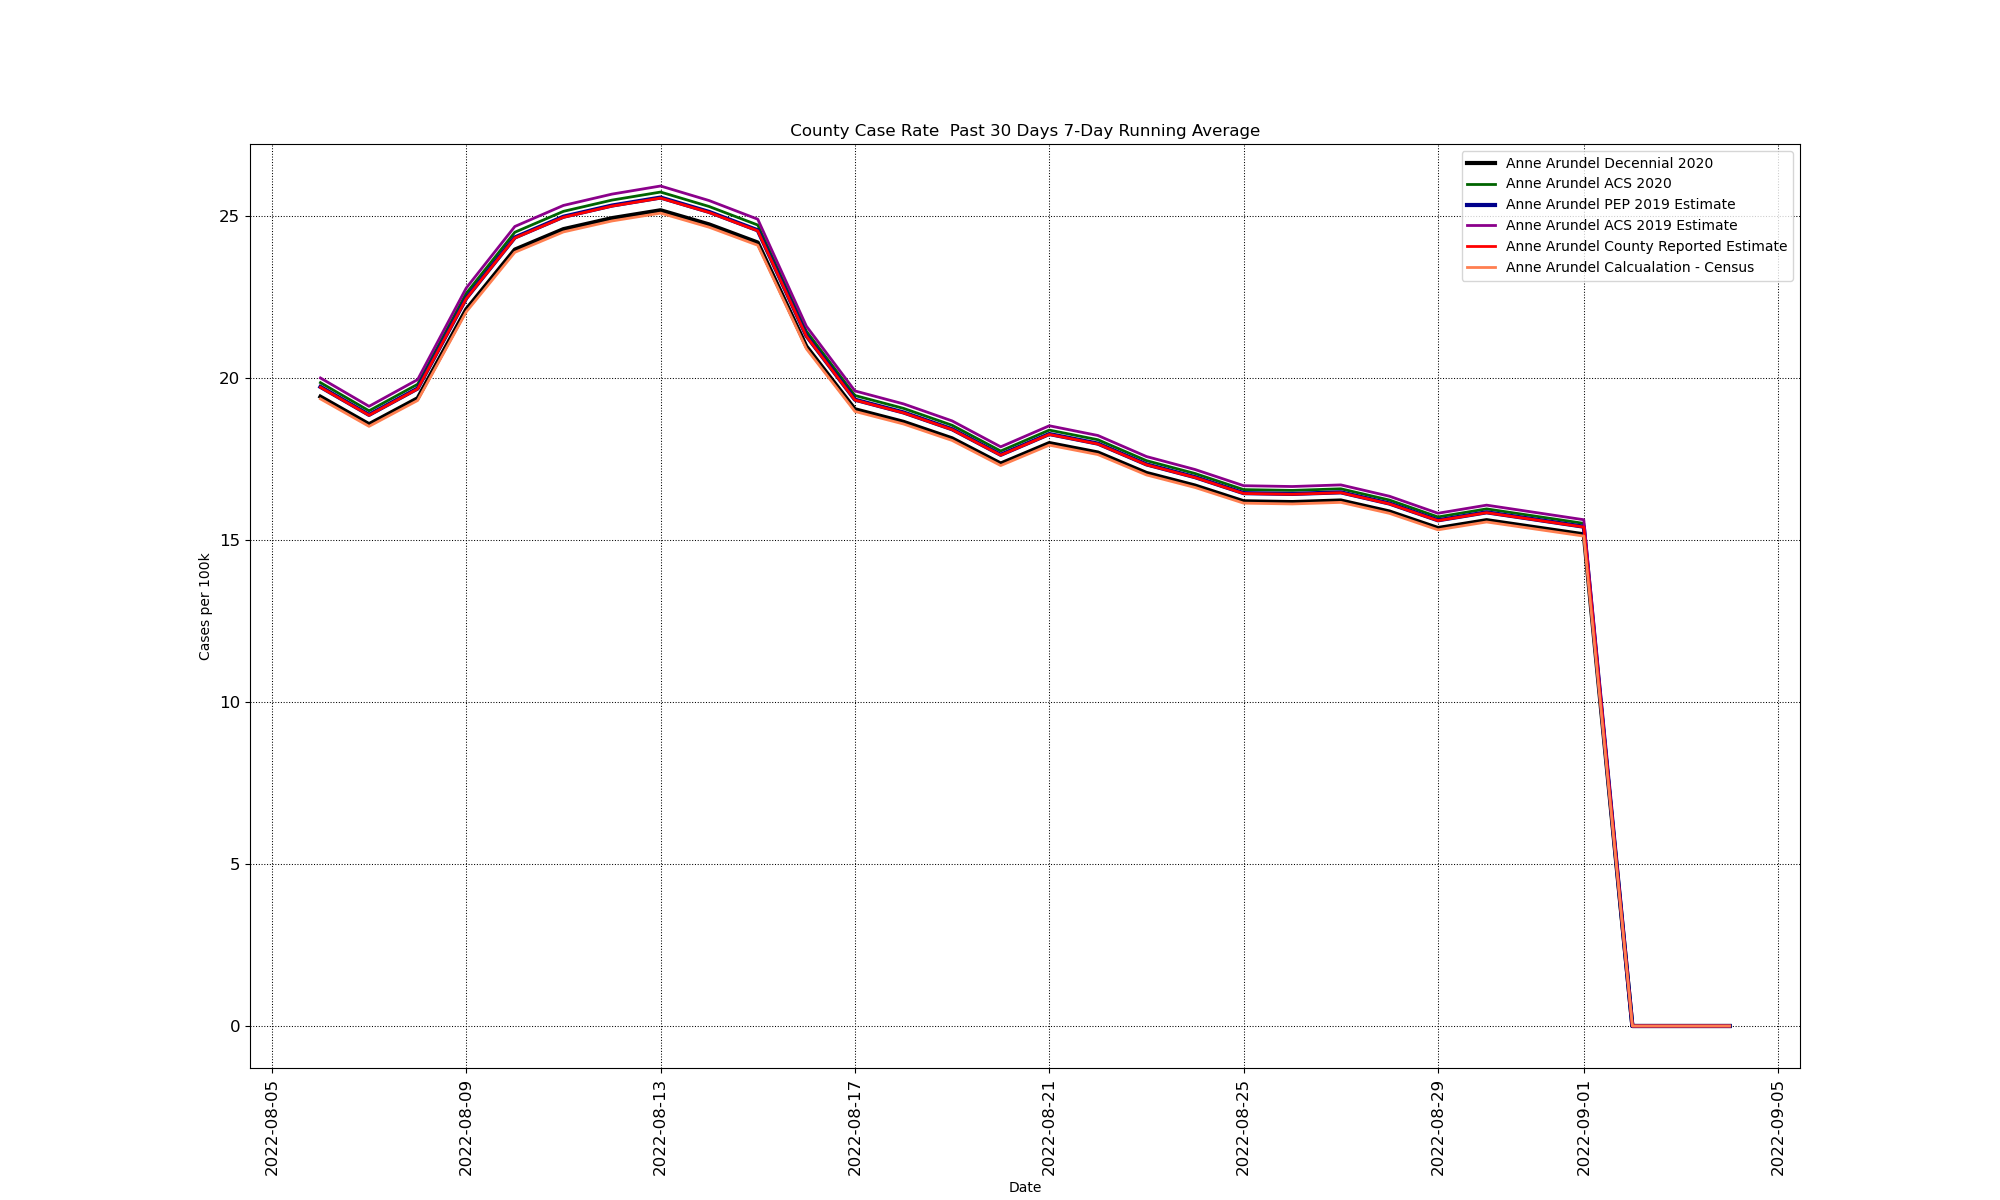 County Case Rate  Past 30 Days 7-Day Running Average
Anne Arundel Decennial 2020
Anne Arundel ACS 2020
Anne Arundel PEP 2019 Estimate
Anne Arundel ACS 2019 Estimate
Anne Arundel County Reported Estimate
Anne Arundel Calcualation - Census
25
20
15
10
5
0
Cases per 100k
2022-08-05
2022-08-09
2022-08-13
2022-08-17
2022-08-21
2022-08-25
2022-08-29
2022-09-01
2022-09-05
Date